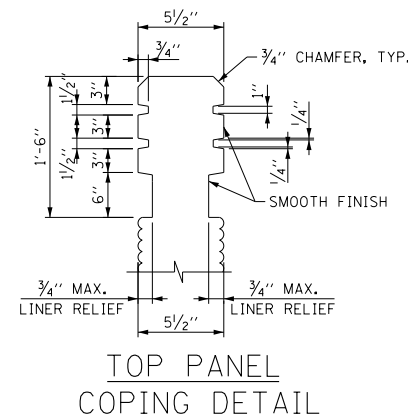 5½"
¾"
¾" CHAMFER, TYP.
3"
1½"
3"
1½"
3"
6"
1'-6"
1"
¼"
¼"
SMOOTH FINISH
¾" MAX.
LINER RELIEF
¾" MAX.
LINER RELIEF
5½"
TOP PANEL
COPING DETAIL